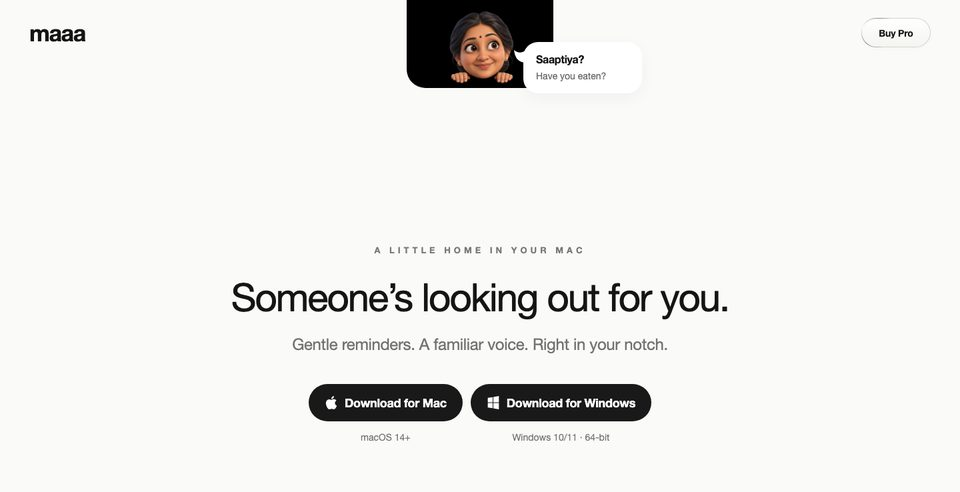 maaa
Saaptiya?
Have you eaten?
Buy Pro
A LITTLE HOME IN YOUR MAC
Someone’s looking out for you.
Gentle reminders. A familiar voice. Right in your notch.
Download for Mac
Download for Windows
macOS 14+
Windows 10/11 · 64-bit